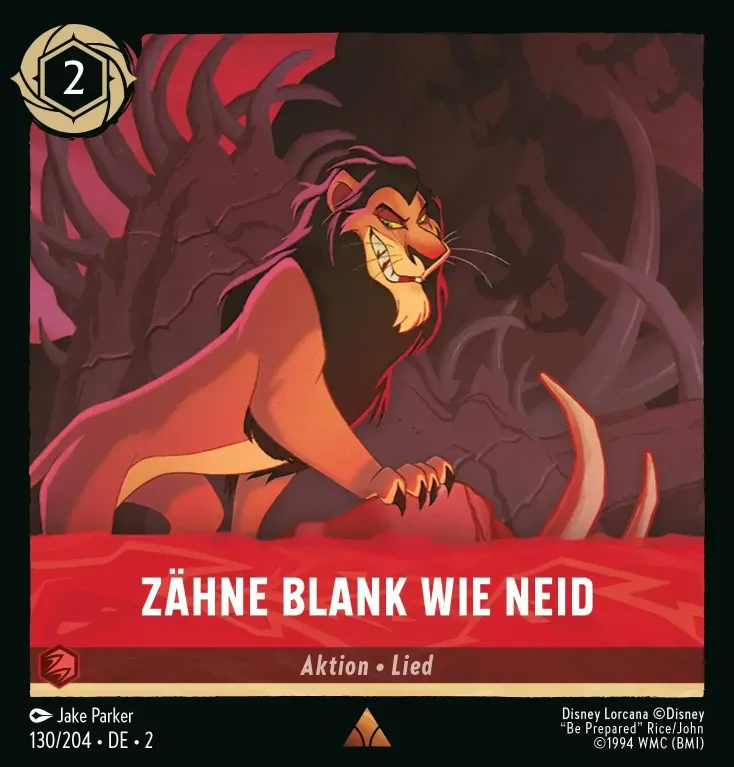 2
ZÄHNE BLANK WIE NEID
Aktion • Lied
Jake Parker
130/204 • DE • 2
Disney Lorcana ©Disney
“Be Prepared” Rice/John
©1994 WMC (BMI)